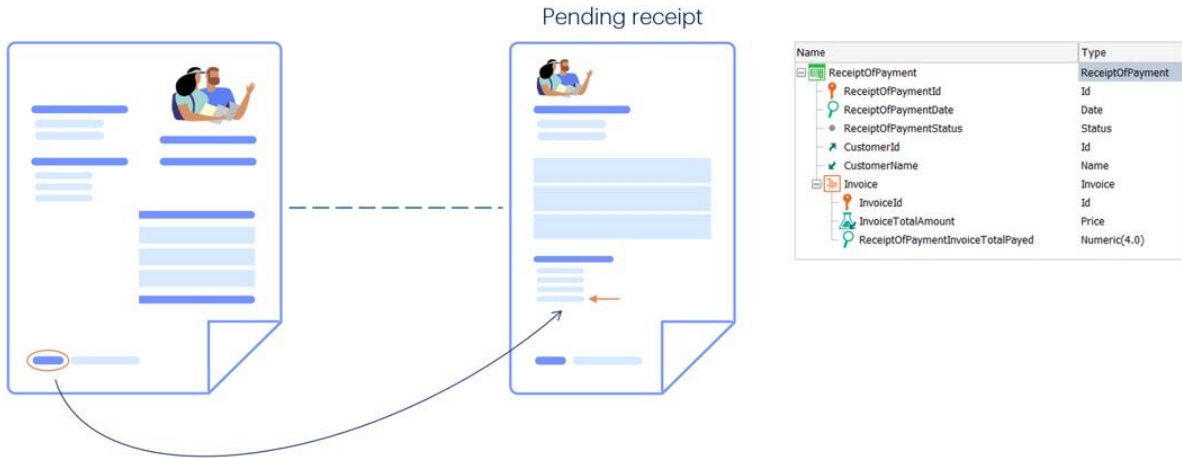 Pending receipt
Name Type
ReceiptOfPayment ReceiptOfPayment
ReceiptOfPaymentId Id
ReceiptOfPaymentDate Date
ReceiptOfPaymentStatus Status
CustomerId Id
CustomerName Name
Invoice Invoice
InvoiceId Id
InvoiceTotalAmount Price
ReceiptOfPaymentInvoiceTotalPayed Numeric(4.0)